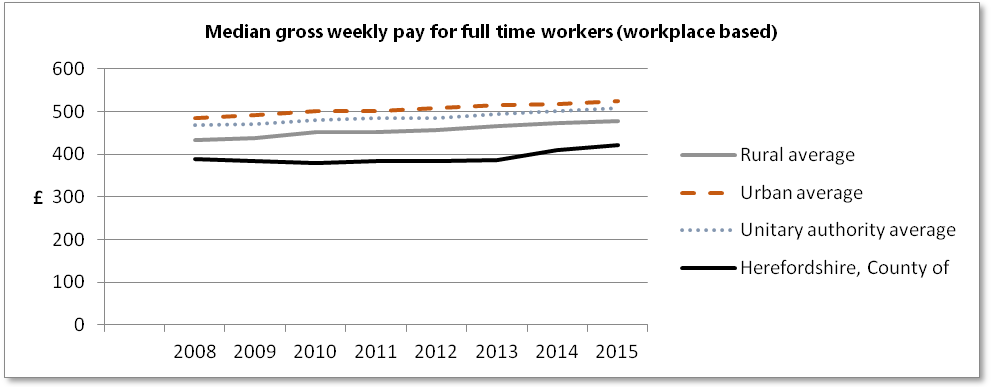 Median gross weekly pay for full time workers (workplace based)
600
500
400
£ 300
200
100
0
2008 2009 2010 2011 2012 2013 2014 2015
Rural average
Urban average
Unitary authority average
Herefordshire, County of